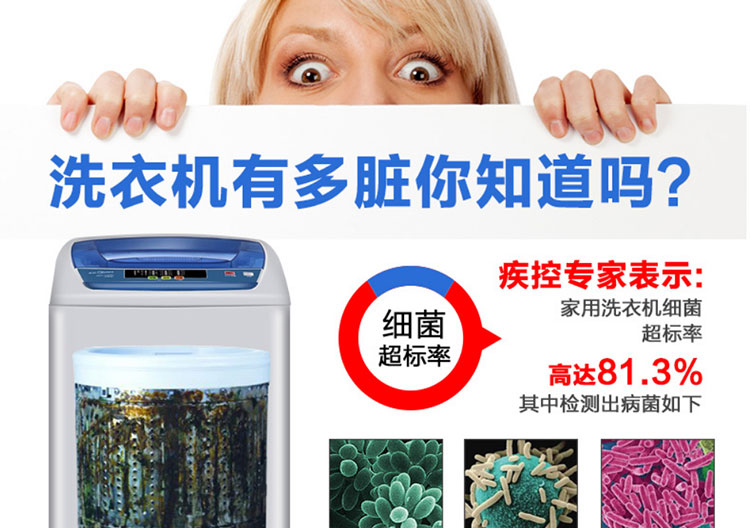 洗衣机有多脏你知道吗?
疾控专家表示:
家用洗衣机细菌
超标率
高达81.3%
其中检测出病菌如下
细菌
超标率